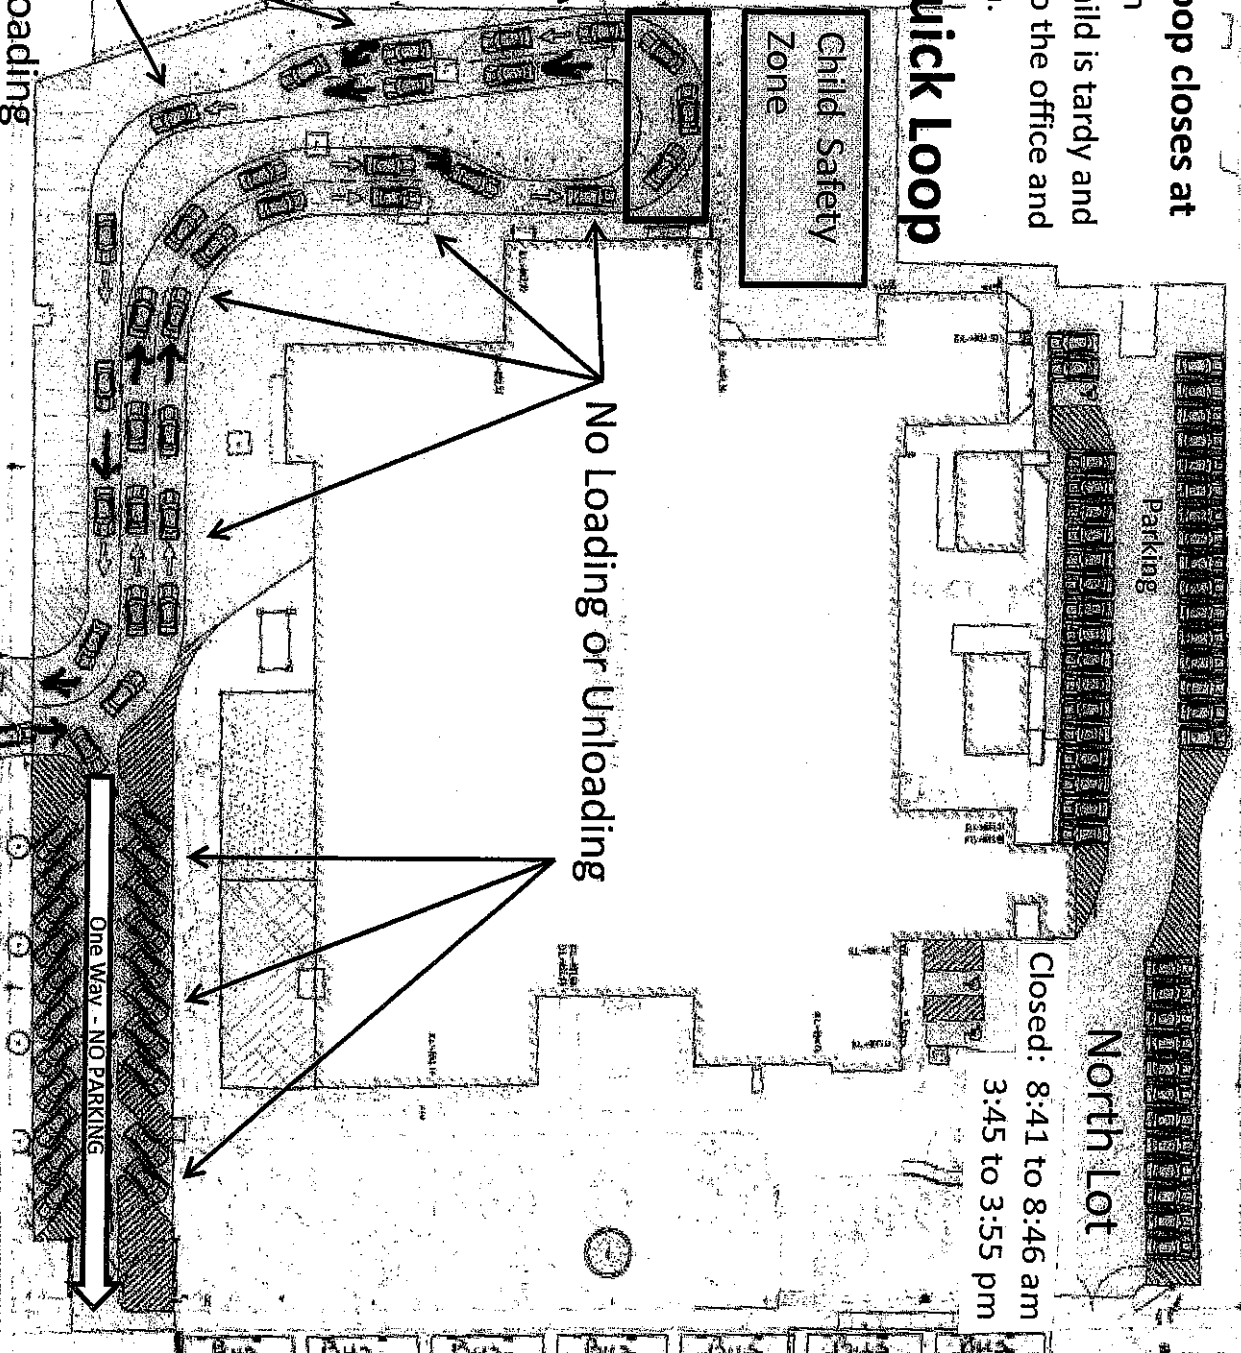 oop closes at
hild is tardy and
o the office and
uick Loop
Child Safety
Zone
Parking
North Lot
Closed: 8:41 to 8:46 am
3:45 to 3:55 pm
No Loading or Unloading
oading
One Way - NO PARKING